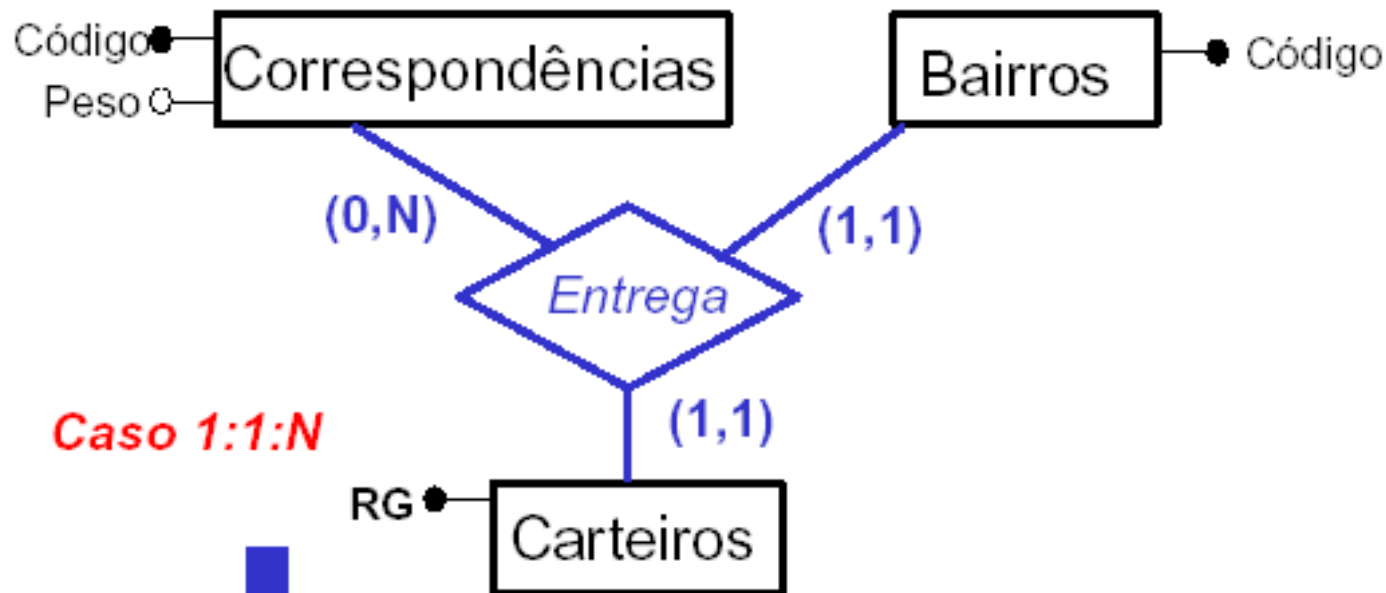 Código
Peso
Correspondências
Bairros
Código
(0,N)
(1,1)
Entrega
Caso 1:1:N
(1,1)
RG
Carteiros